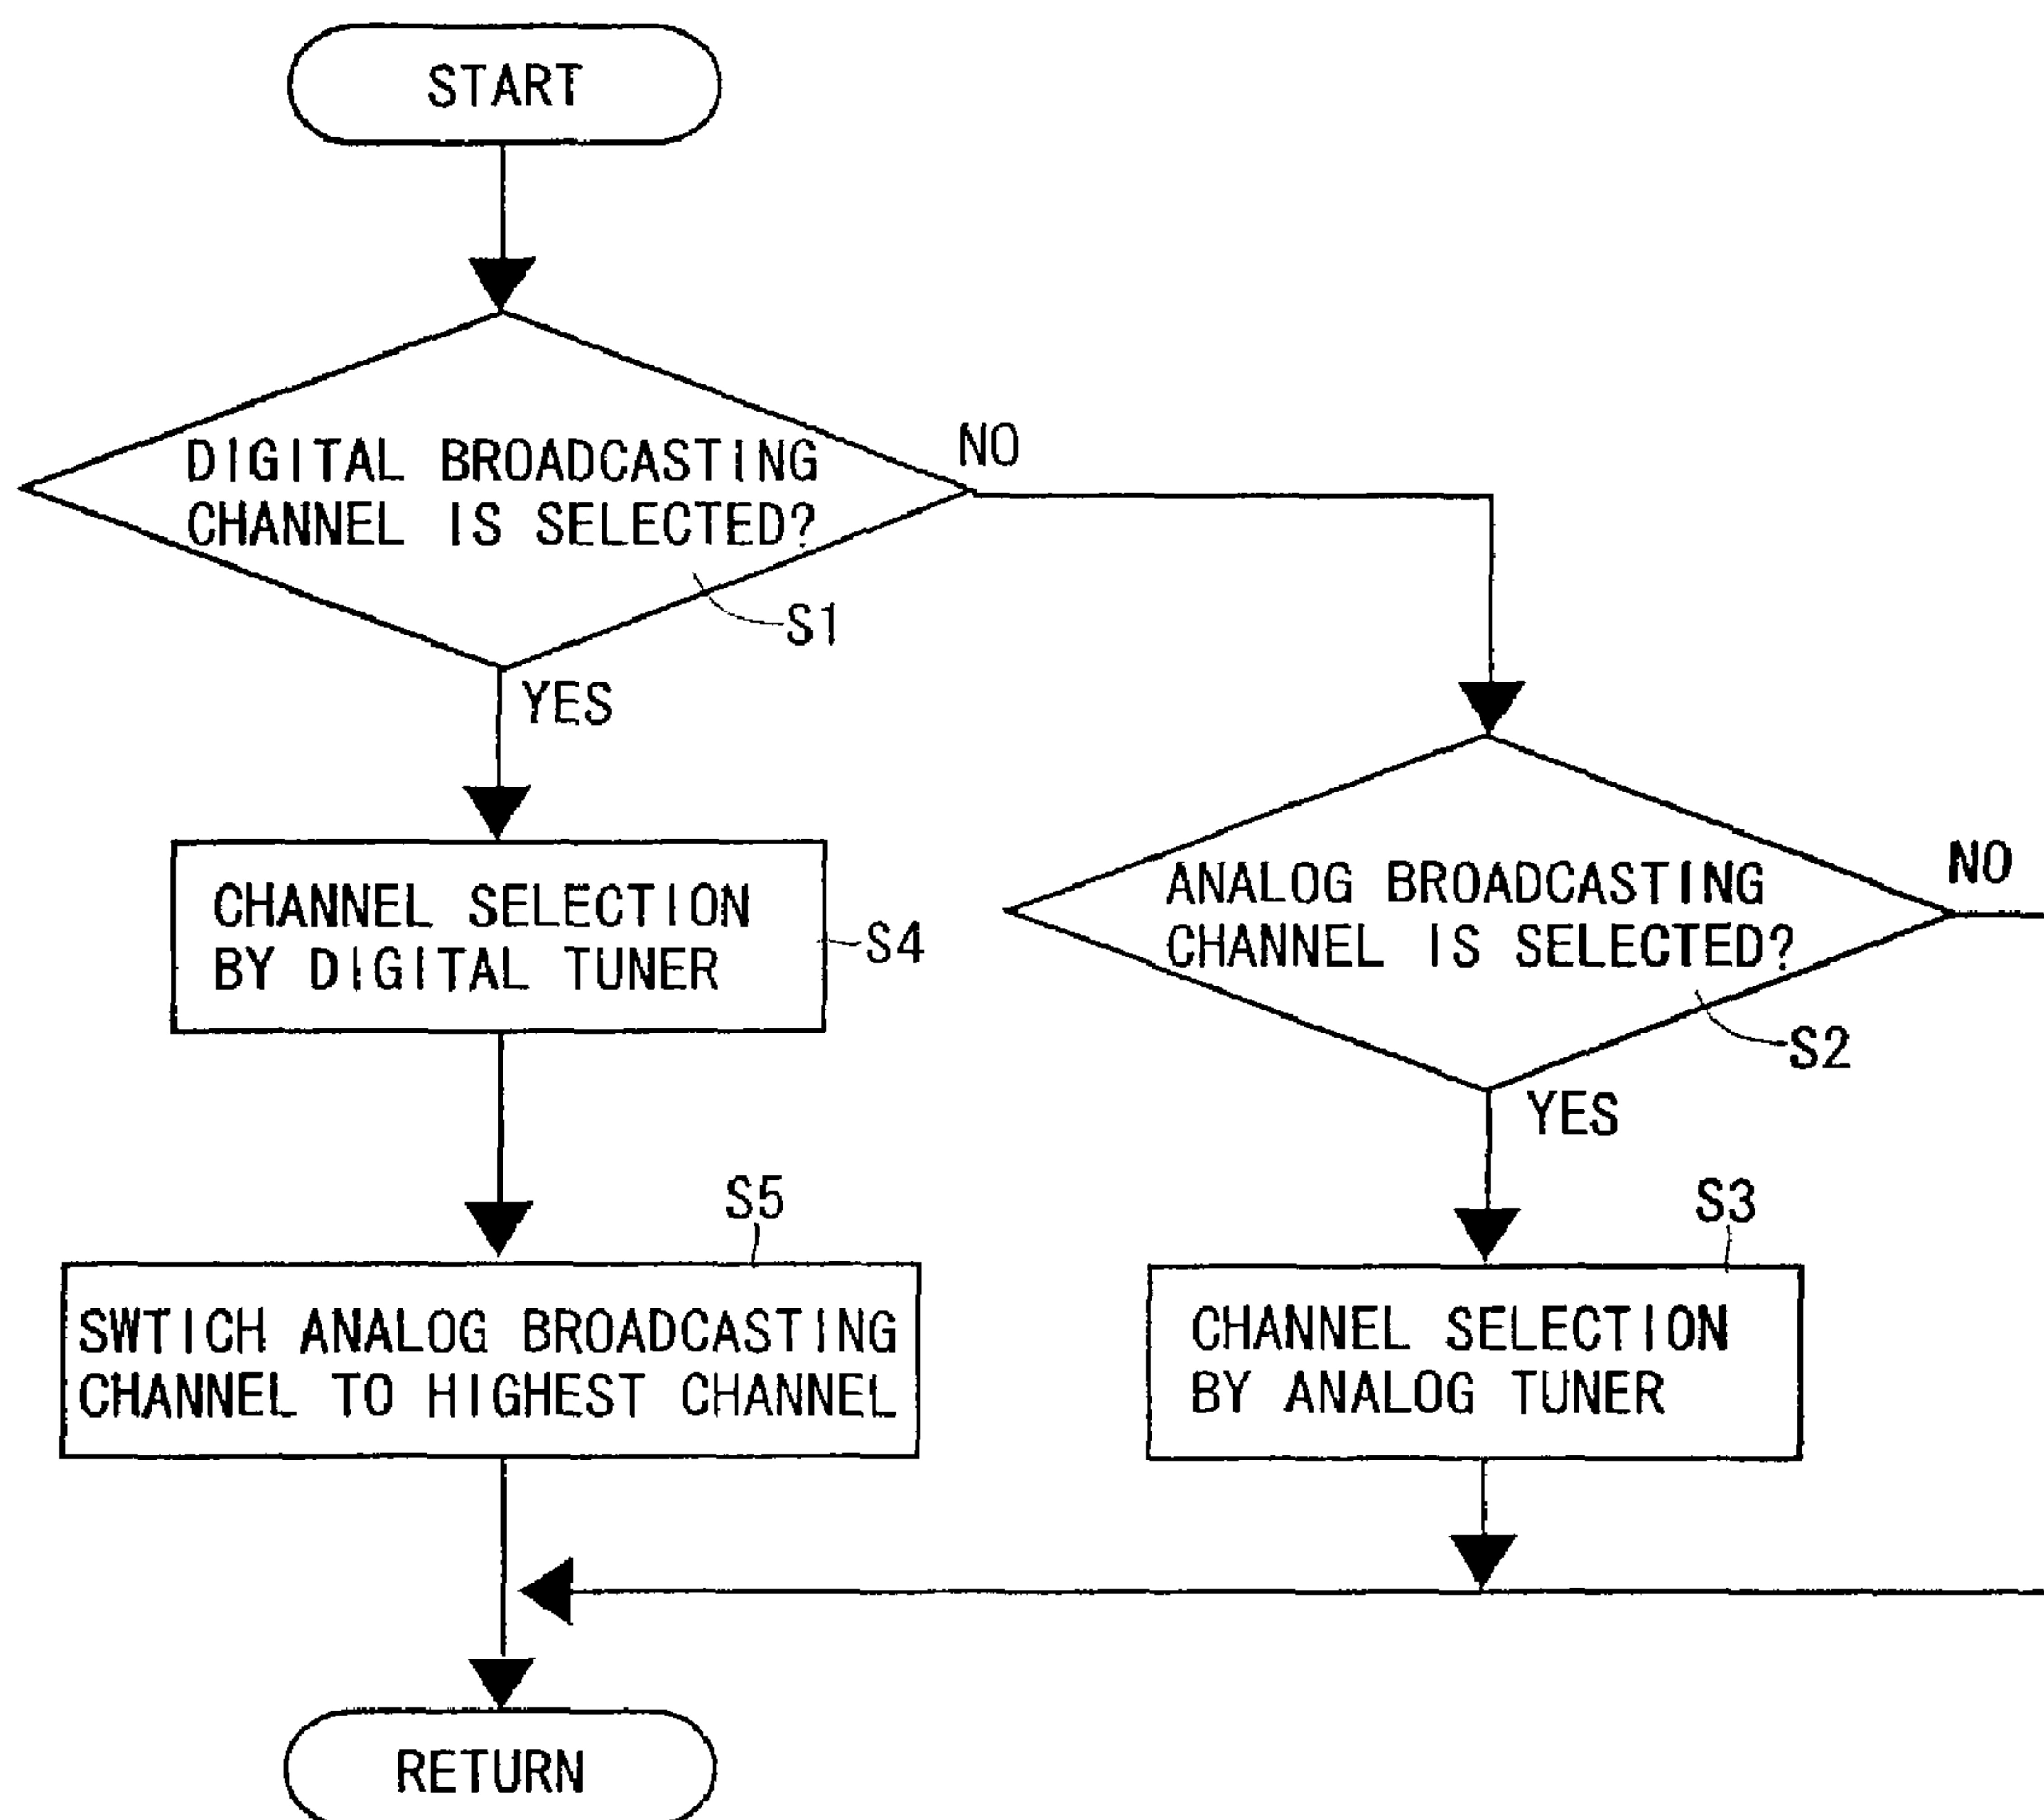 START
DIGITAL BROADCASTING
CHANNEL IS SELECTED?
NO
S1
YES
CHANNEL SELECTION
BY DIGITAL TUNER
S4
ANALOG BROADCASTING
CHANNEL IS SELECTED?
NO
S2
YES
S5
SWTICH ANALOG BROADCASTING
CHANNEL TO HIGHEST CHANNEL
S3
CHANNEL SELECTION
BY ANALOG TUNER
RETURN